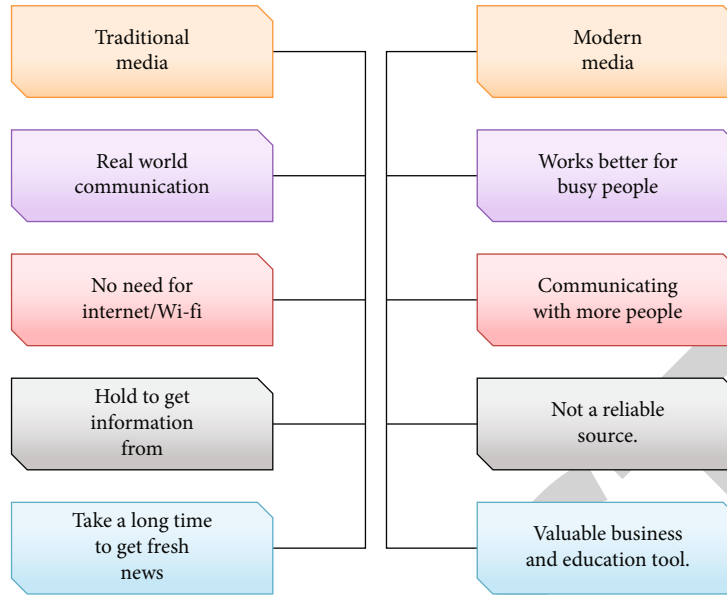 Traditional
media
Real world
communication
No need for
internet/Wi-fi
Hold to get
information
from
Take a long time
to get fresh
news
Modern
media
Works better for
busy people
Communicating
with more people
Not a reliable
source.
Valuable business
and education tool.